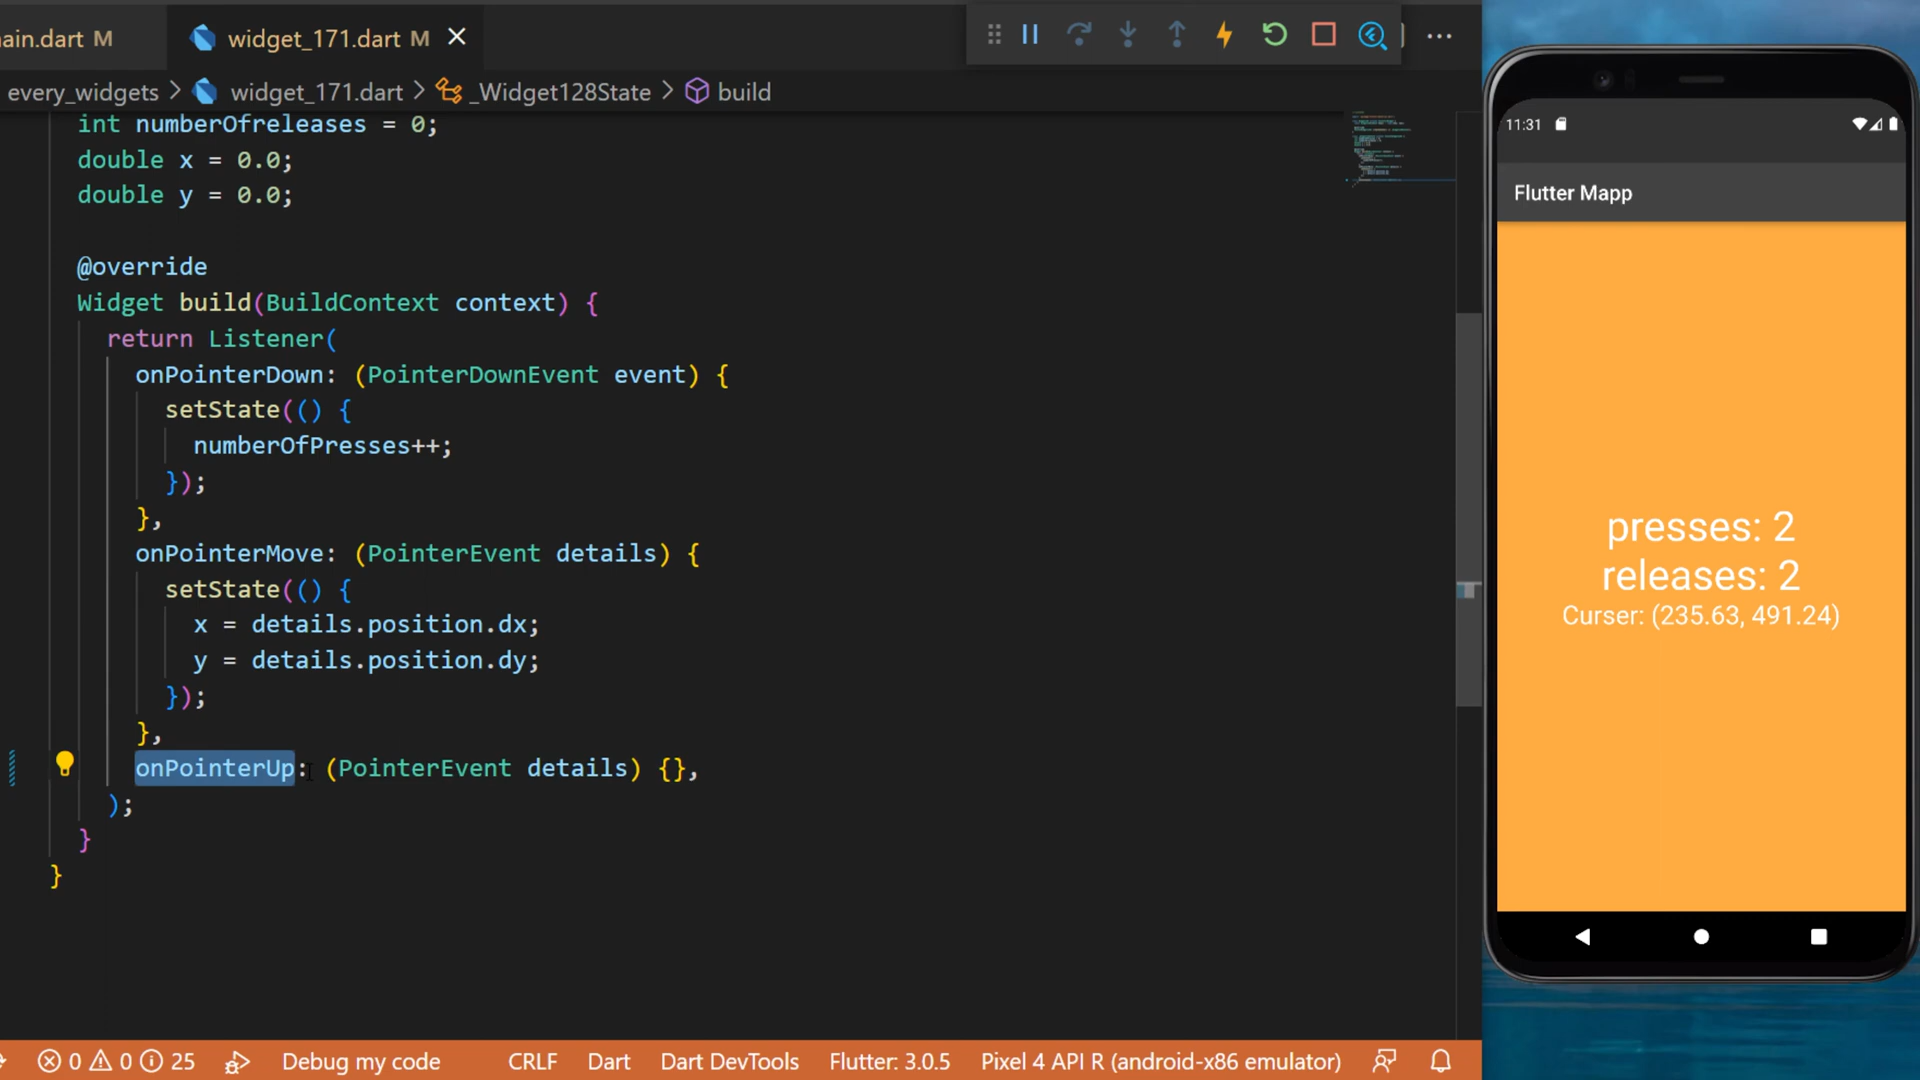 ain.dart M
widget_171.dart M
every_widgets > widget_171.dart > _Widget128State > build
int numberOfreleases = 0;
double x = 0.0;
double y = 0.0;
@override
Widget build(BuildContext context) {
return Listener(
onPointerDown: (PointerDownEvent event) {
setState(() {
numberOfPresses++;
});
},
onPointerMove: (PointerEvent details) {
setState(() {
x = details.position.dx;
y = details.position.dy;
});
},
onPointerUp: (PointerEvent details) {},
);
}
}
0 0 25 Debug my code CRLF Dart Dart DevTools Flutter: 3.0.5 Pixel 4 API R (android-x86 emulator)
11:31
Flutter Mapp
presses: 2
releases: 2
Curser: (235.63, 491.24)